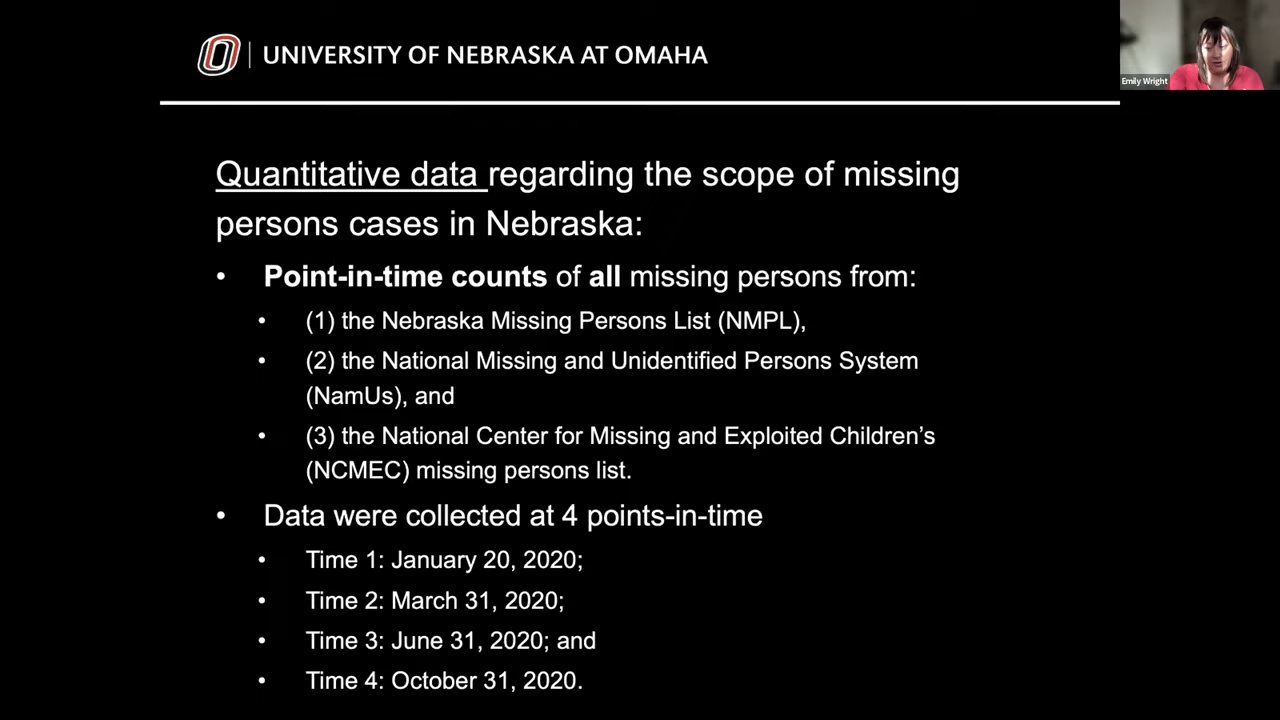 UNIVERSITY OF NEBRASKA AT OMAHA
Emily Wright
Quantitative data regarding the scope of missing
persons cases in Nebraska:
• Point-in-time counts of all missing persons from:
• (1) the Nebraska Missing Persons List (NMPL),
• (2) the National Missing and Unidentified Persons System
(NamUs), and
• (3) the National Center for Missing and Exploited Children’s
(NCMEC) missing persons list.
• Data were collected at 4 points-in-time
• Time 1: January 20, 2020;
• Time 2: March 31, 2020;
• Time 3: June 31, 2020; and
• Time 4: October 31, 2020.